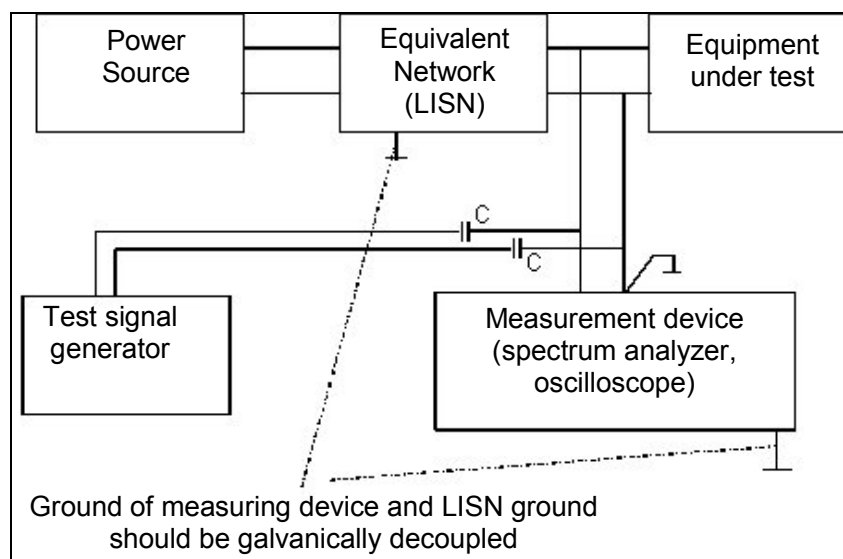 Power
Source
Equivalent
Network
(LISN)
Equipment
under test
C
C
Test signal
generator
Measurement device
(spectrum analyzer,
oscilloscope)
Ground of measuring device and LISN ground
should be galvanically decoupled